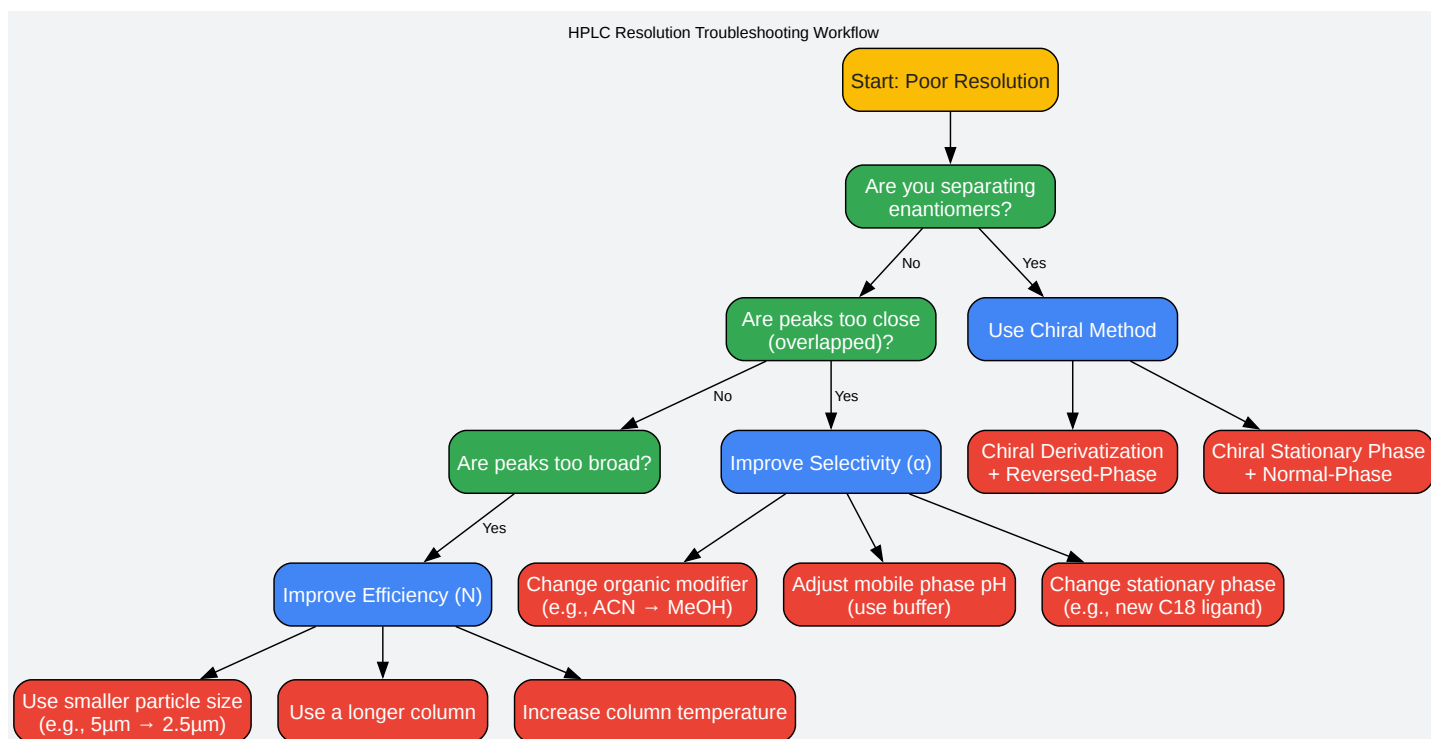 HPLC Resolution Troubleshooting Workflow
Start: Poor Resolution
Are you separating
enantiomers?
No
Yes
Are peaks too close
(overlapped)?
Use Chiral Method
No
Yes
Are peaks too broad?
Improve Selectivity (α)
Chiral Derivatization
+ Reversed-Phase
Chiral Stationary Phase
+ Normal-Phase
Yes
Improve Efficiency (N)
Change organic modifier
(e.g., ACN → MeOH)
Adjust mobile phase pH
(use buffer)
Change stationary phase
(e.g., new C18 ligand)
Use smaller particle size
(e.g., 5µm → 2.5µm)
Use a longer column
Increase column temperature